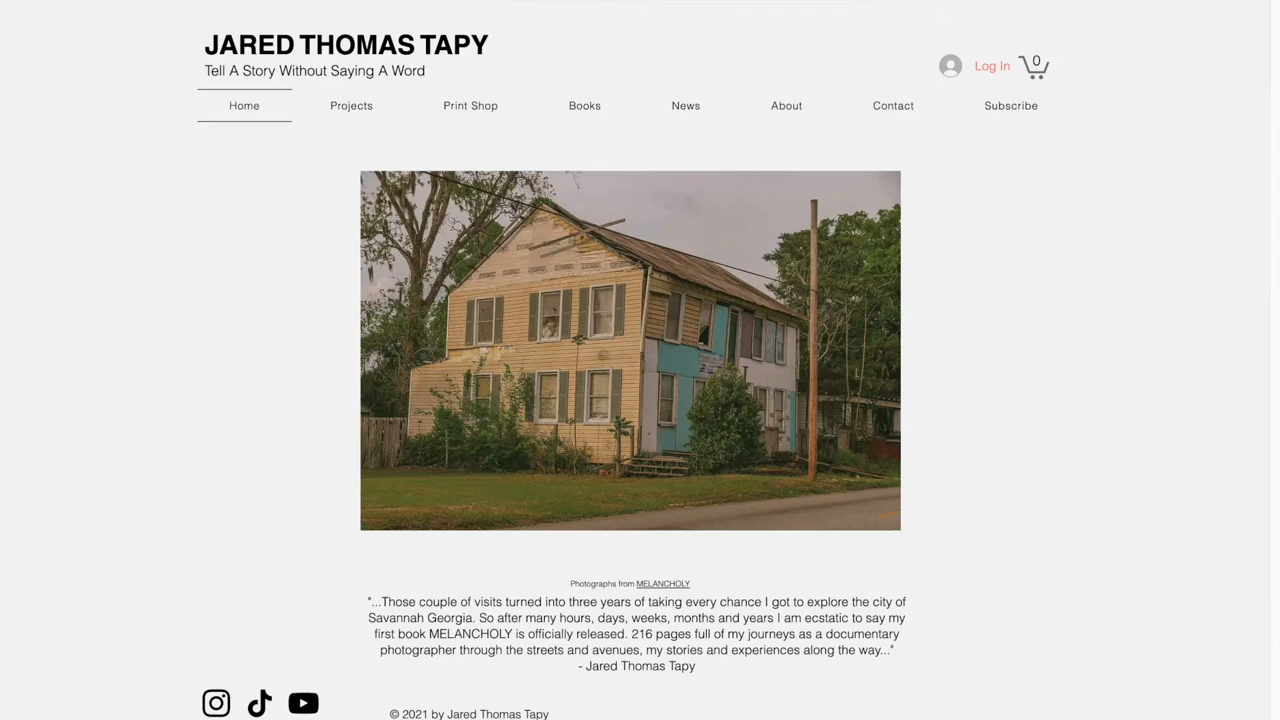 JARED THOMAS TAPY
Tell A Story Without Saying A Word
Log In
0
Home
Projects
Print Shop
Books
News
About
Contact
Subscribe
Photographs from MELANCHOLY
"...Those couple of visits turned into three years of taking every chance I got to explore the city of
Savannah Georgia. So after many hours, days, weeks, months and years I am ecstatic to say my
first book MELANCHOLY is officially released. 216 pages full of my journeys as a documentary
photographer through the streets and avenues, my stories and experiences along the way..."
- Jared Thomas Tapy
© 2021 by Jared Thomas Tapy